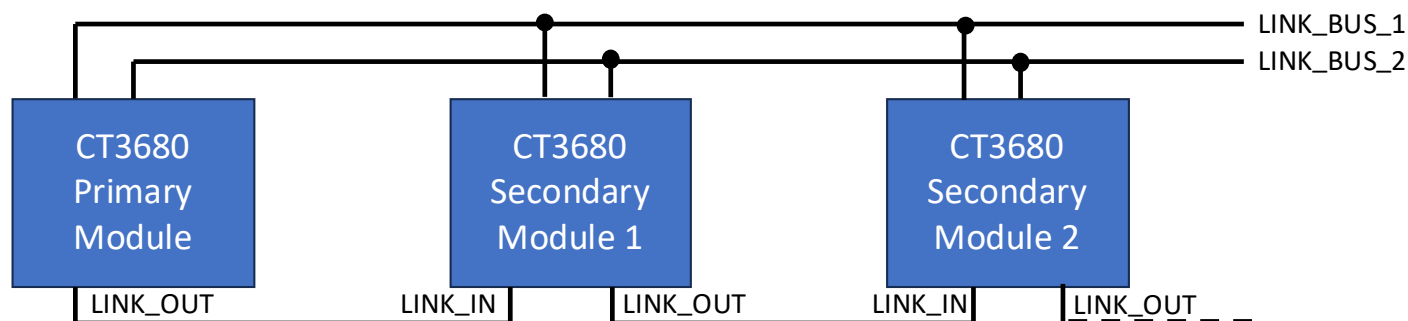 LINK_BUS_1
LINK_BUS_2
CT3680
Primary
Module
CT3680
Secondary
Module 1
CT3680
Secondary
Module 2
LINK_OUT
LINK_IN
LINK_OUT
LINK_IN
LINK_OUT